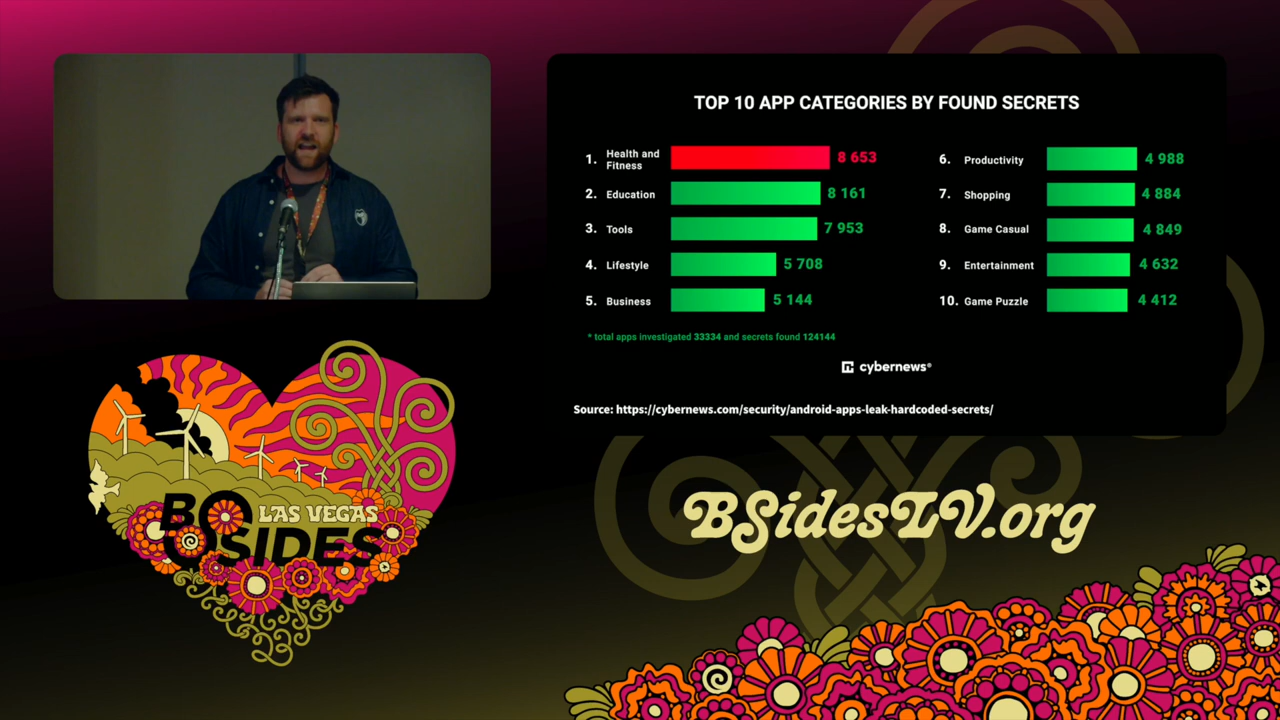 TOP 10 APP CATEGORIES BY FOUND SECRETS
1. Health and
Fitness
8 653
2. Education 8 161
3. Tools 7 953
4. Lifestyle 5 708
5. Business 5 144
6. Productivity 4 988
7. Shopping 4 884
8. Game Casual 4 849
9. Entertainment 4 632
10. Game Puzzle 4 412
* total apps investigated 33334 and secrets found 124144
cybernews®
Source: https://cybernews.com/security/android-apps-leak-hardcoded-secrets/
LAS VEGAS
BSIDES
23
BSidesLV.org